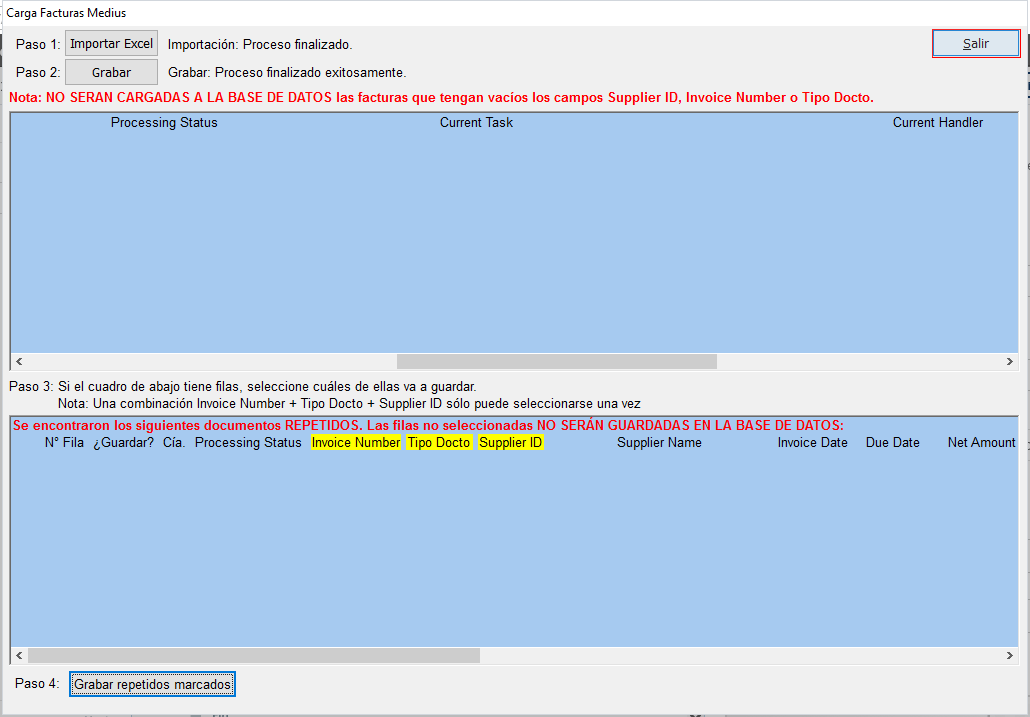 Carga Facturas Medius
Paso 1: Importar Excel Importación: Proceso finalizado. Salir
Paso 2: Grabar Grabar: Proceso finalizado exitosamente.
Nota: NO SERAN CARGADAS A LA BASE DE DATOS las facturas que tengan vacíos los campos Supplier ID, Invoice Number o Tipo Docto.
Processing Status Current Task Current Handler
Paso 3: Si el cuadro de abajo tiene filas, seleccione cuáles de ellas va a guardar.
Nota: Una combinación Invoice Number + Tipo Docto + Supplier ID sólo puede seleccionarse una vez
Se encontraron los siguientes documentos REPETIDOS. Las filas no seleccionadas NO SERÁN GUARDADAS EN LA BASE DE DATOS:
N° Fila ¿Guardar? Cía. Processing Status Invoice Number Tipo Docto Supplier ID Supplier Name Invoice Date Due Date Net Amount
Paso 4: Grabar repetidos marcados